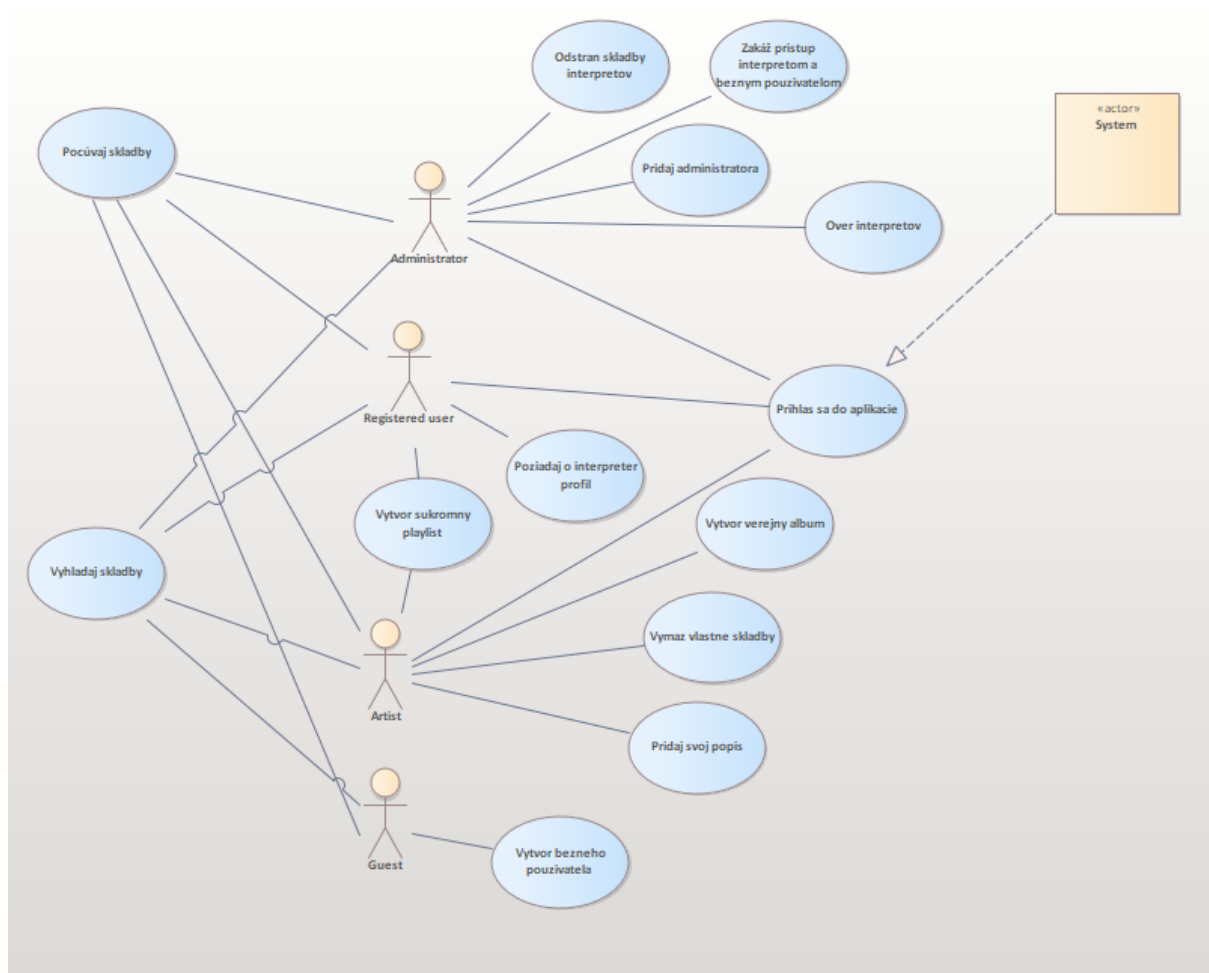 Odstran skladby
interpretov
Zakáž pristup
interpretom a
beznym pouzivatelom
«actor»
System
Pocúvaj skladby
Pridaj administratora
Over interpretov
Administrator
Registered user
Prihlas sa do aplikacie
Poziadaj o interpreter
profil
Vytvor sukromny
playlist
Vytvor verejny album
Vyhladaj skladby
Vymaz vlastne skladby
Artist
Pridaj svoj popis
Guest
Vytvor bezneho
pouzivatela